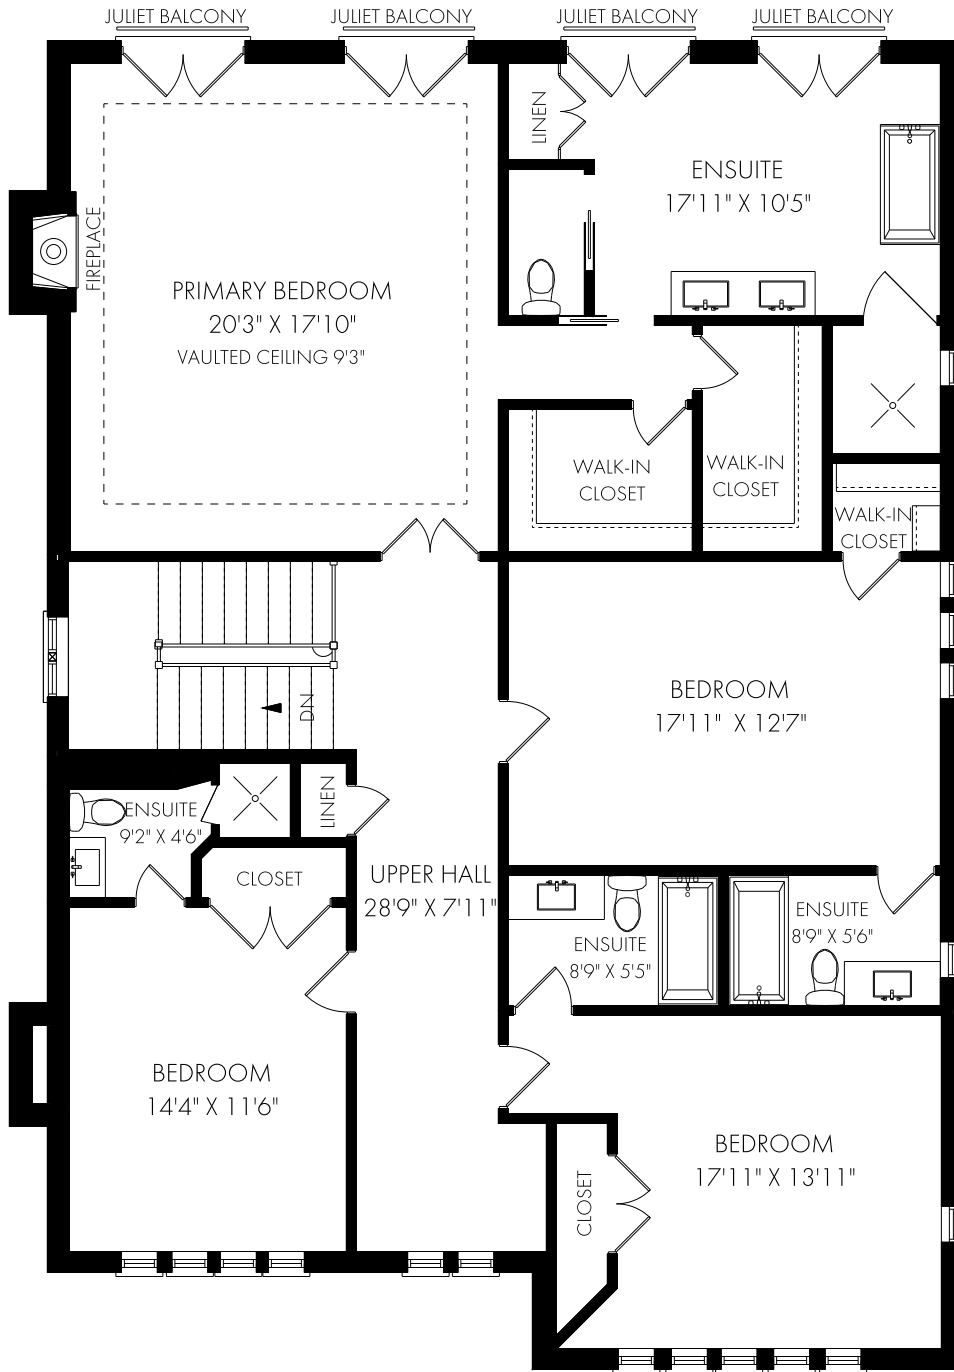 JULIET BALCONY
JULIET BALCONY
JULIET BALCONY
JULIET BALCONY
LINEN
ENSUITE
17'11" X 10'5"
FIREPLACE
PRIMARY BEDROOM
20'3" X 17'10"
VAULTED CEILING 9'3"
WALK-IN
CLOSET
WALK-IN
CLOSET
WALK-IN
CLOSET
DN
BEDROOM
17'11" X 12'7"
LINEN
ENSUITE
9'2" X 4'6"
CLOSET
UPPER HALL
28'9" X 7'11"
ENSUITE
8'9" X 5'5"
ENSUITE
8'9" X 5'6"
BEDROOM
14'4" X 11'6"
CLOSET
BEDROOM
17'11" X 13'11"